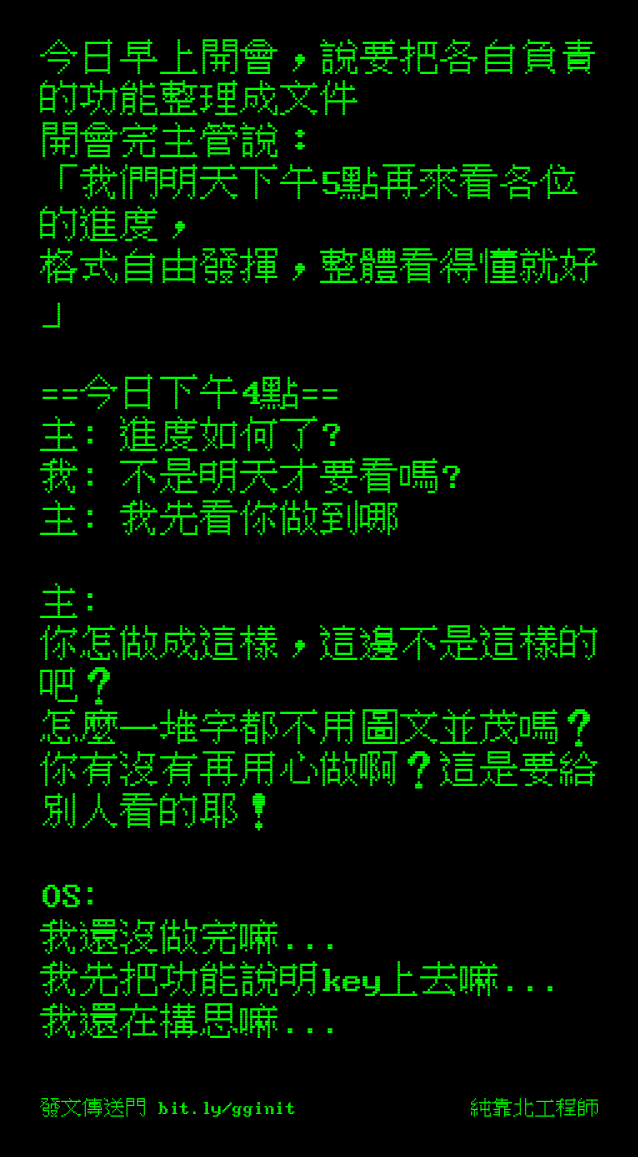 今日早上開會，說要把各自負責
的功能整理成文件
開會完主管說：
「我們明天下午5點再來看各位
的進度，
格式自由發揮，整體看得懂就好
」
==今日下午4點==
主: 進度如何了?
我: 不是明天才要看嗎?
主: 我先看你做到哪
主:
你怎做成這樣，這邊不是這樣的
吧？
怎麼一堆字都不用圖文並茂嗎？
你有沒有再用心做啊？這是要給
別人看的耶！
OS:
我還沒做完嘛...
我先把功能說明key上去嘛...
我還在構思嘛...
發文傳送門 bit.ly/gginit
純靠北工程師